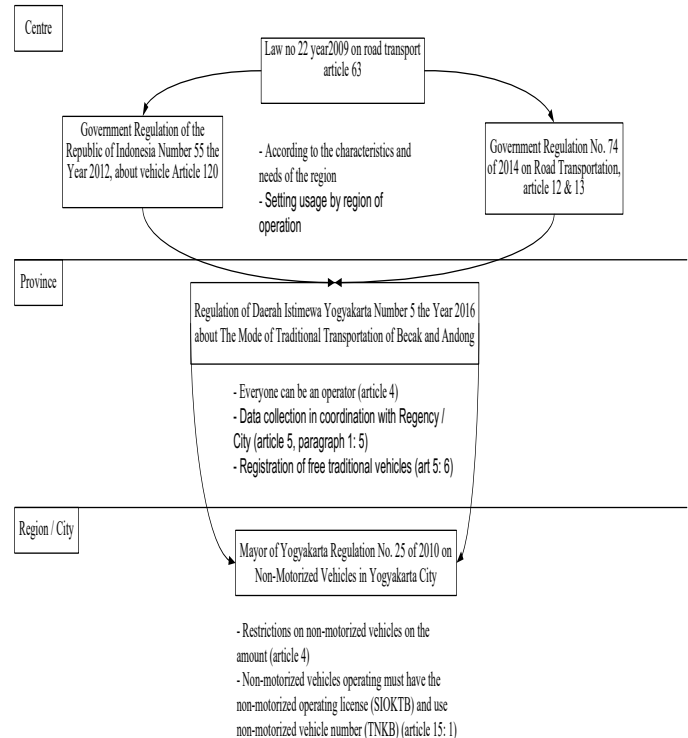 Centre
Law no 22 year2009 on road transport
article 63
Government Regulation of the
Republic of Indonesia Number 55 the
Year 2012, about vehicle Article 120
- According to the characteristics and
needs of the region
- Setting usage by region of
operation
Government Regulation No. 74
of 2014 on Road Transportation,
article 12 & 13
Province
Regulation of Daerah Istimewa Yogyakarta Number 5 the Year 2016
about The Mode of Traditional Transportation of Becak and Andong
- Everyone can be an operator (article 4)
- Data collection in coordination with Regency /
City (article 5, paragraph 1: 5)
- Registration of free traditional vehicles (art 5: 6)
Region / City
Mayor of Yogyakarta Regulation No. 25 of 2010 on
Non-Motorized Vehicles in Yogyakarta City
- Restrictions on non-motorized vehicles on the
amount (article 4)
- Non-motorized vehicles operating must have the
non-motorized operating license (SIOKTB) and use
non-motorized vehicle number (TNKB) (article 15: 1)